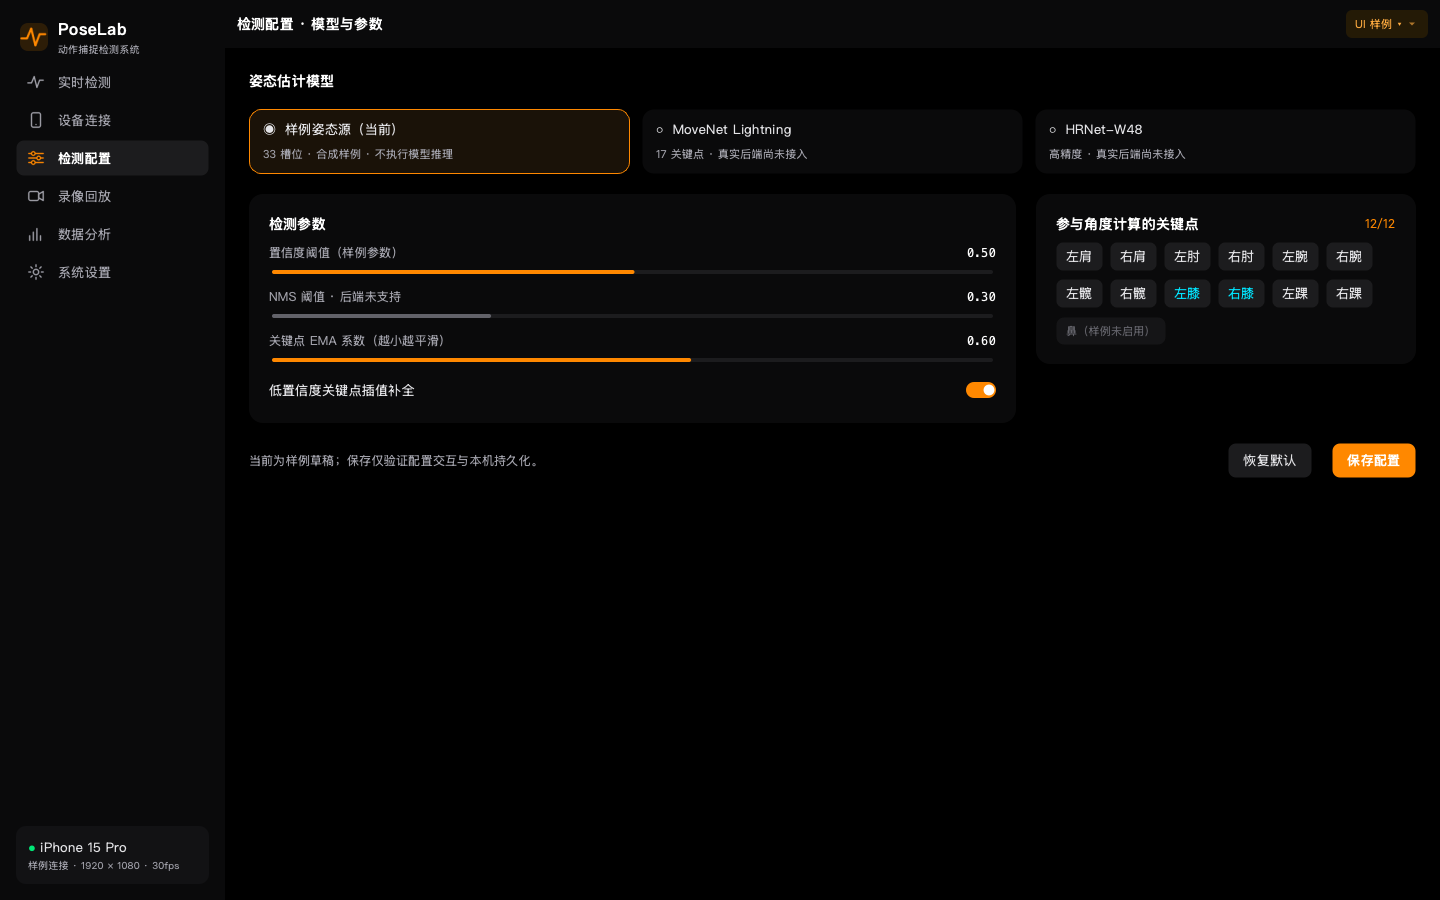 PoseLab
动作捕捉检测系统
实时检测
设备连接
检测配置
录像回放
数据分析
系统设置
iPhone 15 Pro
样例连接 · 1920 × 1080 · 30fps
检测配置 · 模型与参数
UI 样例
姿态估计模型
样例姿态源（当前）
33 槽位 · 合成样例 · 不执行模型推理
MoveNet Lightning
17 关键点 · 真实后端尚未接入
HRNet-W48
高精度 · 真实后端尚未接入
检测参数
置信度阈值（样例参数） 0.50
NMS 阈值 · 后端未支持 0.30
关键点 EMA 系数（越小越平滑） 0.60
低置信度关键点插值补全
参与角度计算的关键点 12/12
左肩 右肩 左肘 右肘 左腕 右腕
左髋 右髋 左膝 右膝 左踝 右踝
鼻（样例未启用）
当前为样例草稿；保存仅验证配置交互与本机持久化。
恢复默认 保存配置